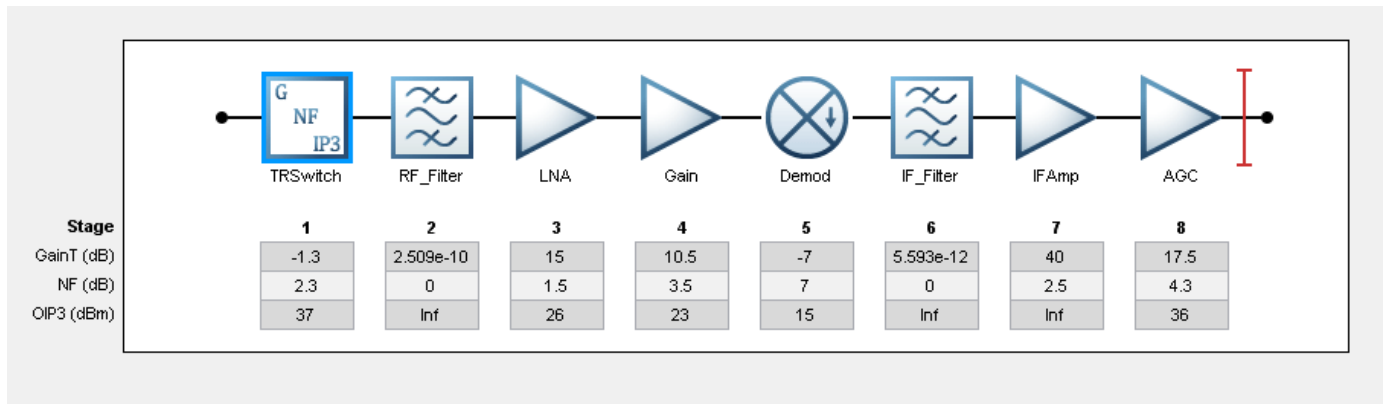 G
NF
IP3
TRSwitch RF_Filter LNA Gain Demod IF_Filter IFAmp AGC
Stage 1 2 3 4 5 6 7 8
GainT (dB) -1.3 2.509e-10 15 10.5 -7 5.593e-12 40 17.5
NF (dB) 2.3 0 1.5 3.5 7 0 2.5 4.3
OIP3 (dBm) 37 Inf 26 23 15 Inf Inf 36